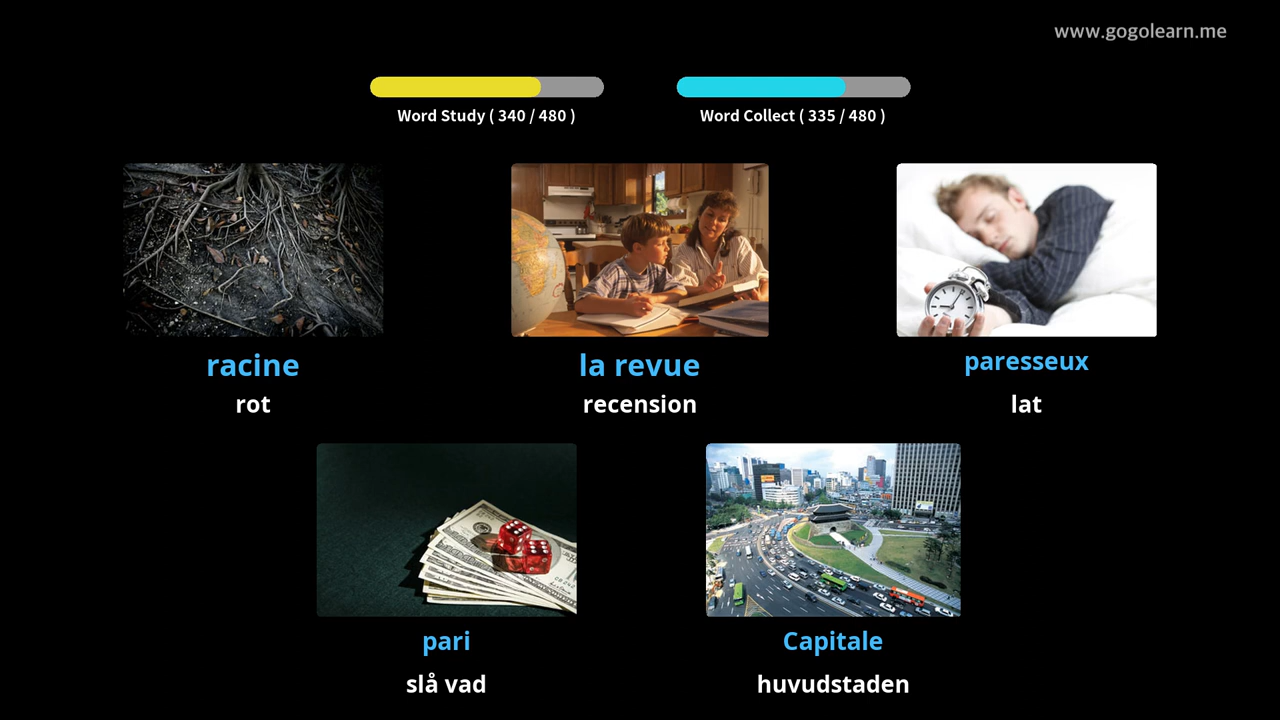 www.gogolearn.me
Word Study ( 340 / 480 )
Word Collect ( 335 / 480 )
racine
la revue
paresseux
rot
recension
lat
pari
Capitale
slå vad
huvudstaden